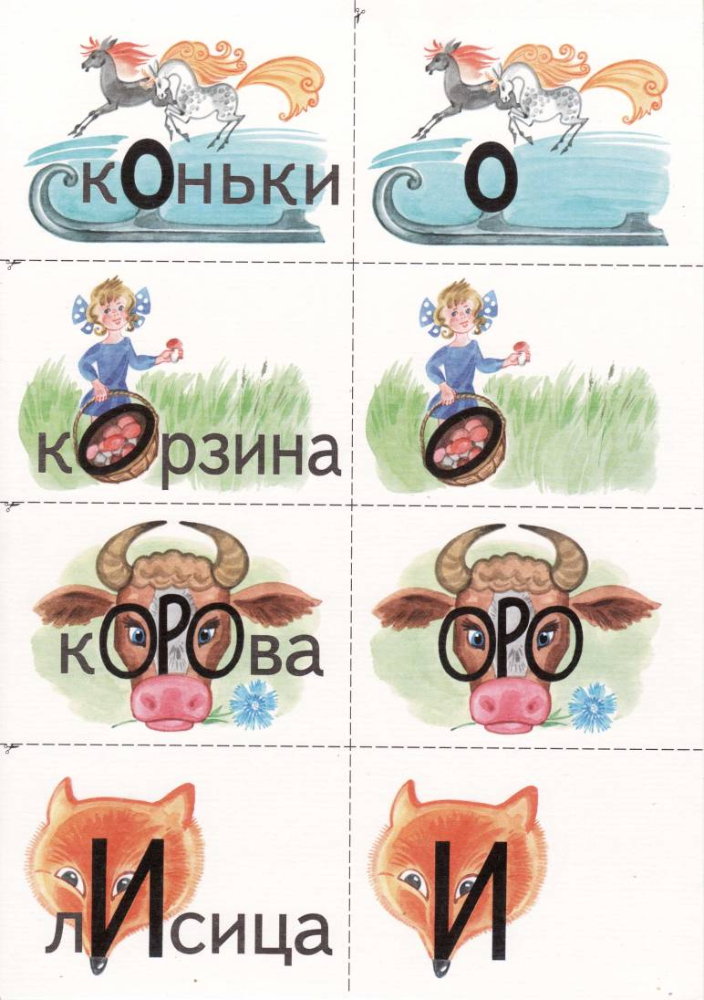 кОньки
О
кОрзина
О
кОРОва
ОРО
лИсица
И